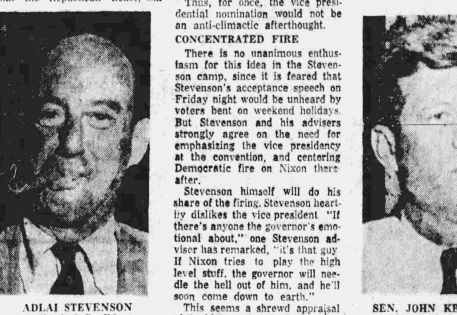 Thus, for once, the vice presi-
dential nomination would not be
an anti-climactic afterthought.
CONCENTRATED FIRE
There is no unanimous enthus-
iasm for this idea in the Steven-
son camp, since it is feared that
Stevenson's acceptance speech on
Friday night would be unheard by
voters bent on weekend holidays.
But Stevenson and his advisers
strongly agree on the need for
emphasizing the vice presidency
at the convention, and centering
Democratic fire on Nixon there-
after.
Stevenson himself will do his
share of the firing. Stevenson heart-
ily dislikes the vice president "If
there's anyone the governor's emo-
tional about," one Stevenson ad-
visor has remarked, "it's that guy
If Nixon tries to play the high
level stuff, the governor will nee-
dle the hell out of him, and he'll
soon come down to earth."
This seems a shrewd appraisal
ADLAI STEVENSON
SEN. JOHN